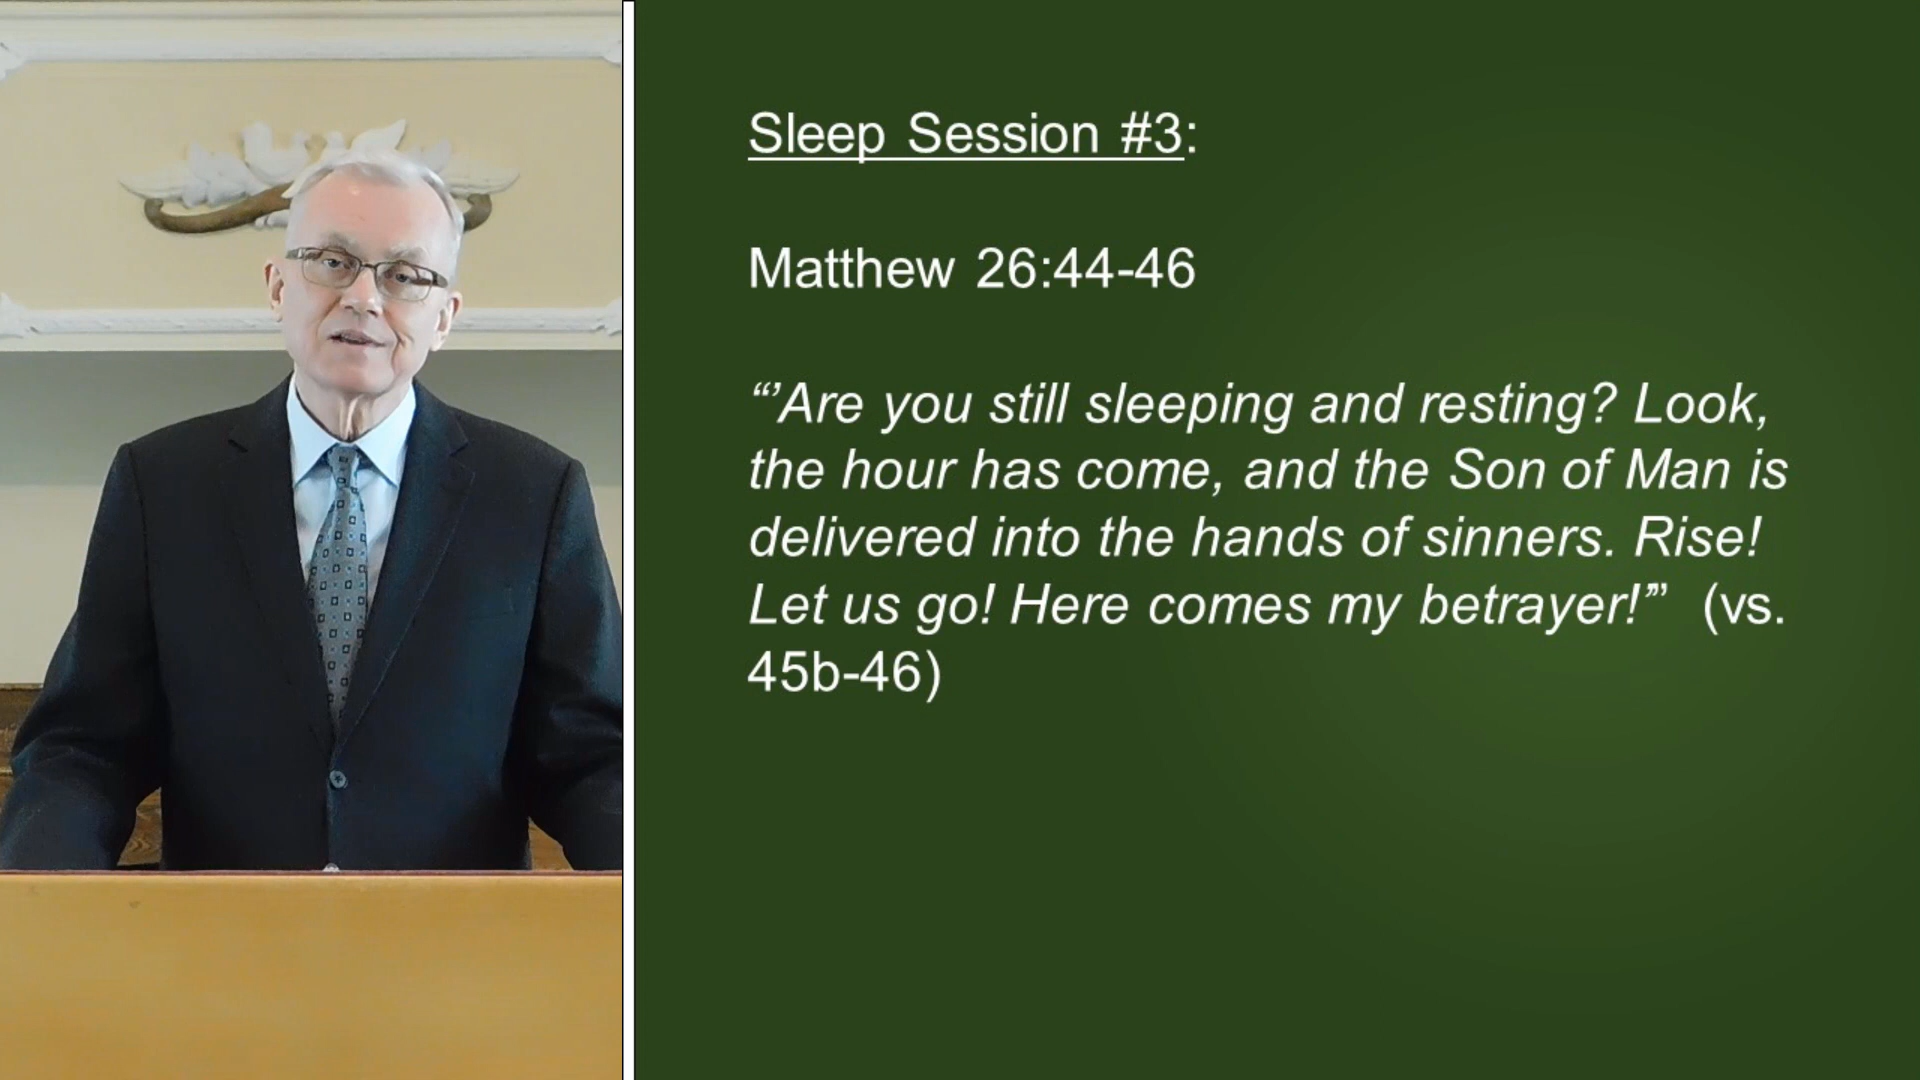 Sleep Session #3:
Matthew 26:44-46
“’Are you still sleeping and resting? Look,
the hour has come, and the Son of Man is
delivered into the hands of sinners. Rise!
Let us go! Here comes my betrayer!’” (vs.
45b-46)